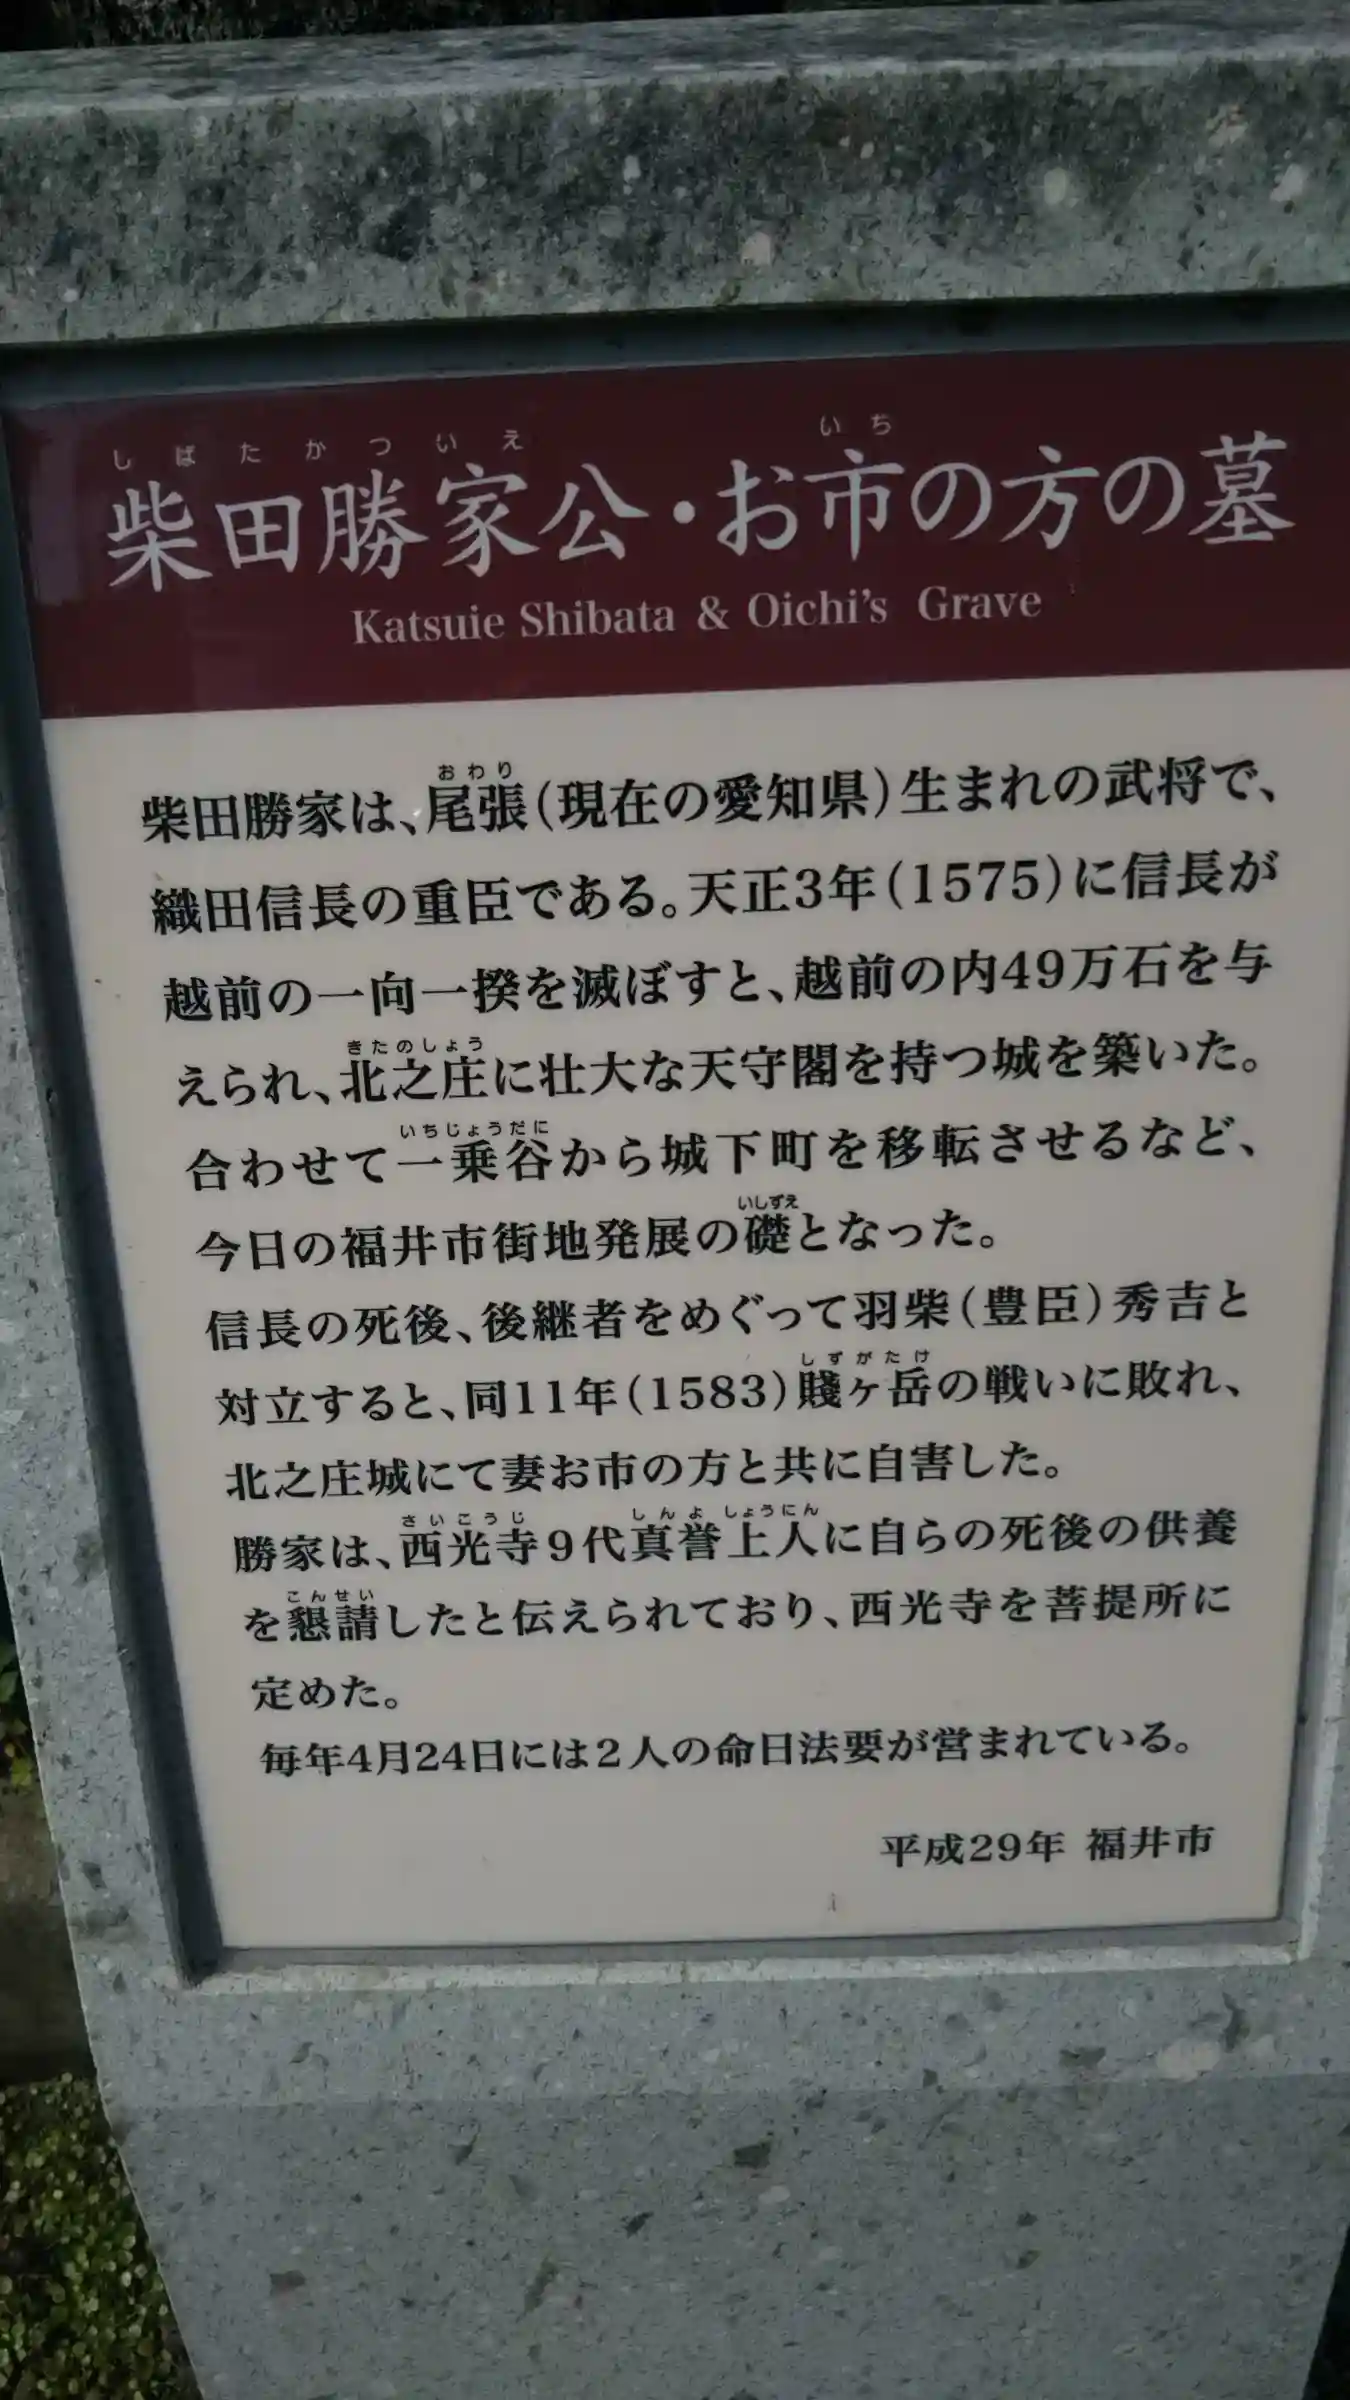 しばたかついえ いち
柴田勝家公・お市の方の墓
Katsuie Shibata & Oichi's Grave
おわり
柴田勝家は、尾張(現在の愛知県)生まれの武将で、
織田信長の重臣である。天正3年(1575)に信長が
越前の一向一揆を滅ぼすと、越前の内49万石を与
きたのしょう
えられ、北之庄に壮大な天守閣を持つ城を築いた。
いちじょうだに
合わせて一乗谷から城下町を移転させるなど、
いしずえ
今日の福井市街地発展の礎となった。
信長の死後、後継者をめぐって羽柴(豊臣)秀吉と
しずがたけ
対立すると、同11年(1583)賤ヶ岳の戦いに敗れ、
北之庄城にて妻お市の方と共に自害した。
さいこうじ しんよ しょうにん
勝家は、西光寺9代真誉上人に自らの死後の供養
こんせい
を懇請したと伝えられており、西光寺を菩提所に
定めた。
毎年4月24日には2人の命日法要が営まれている。
平成29年 福井市